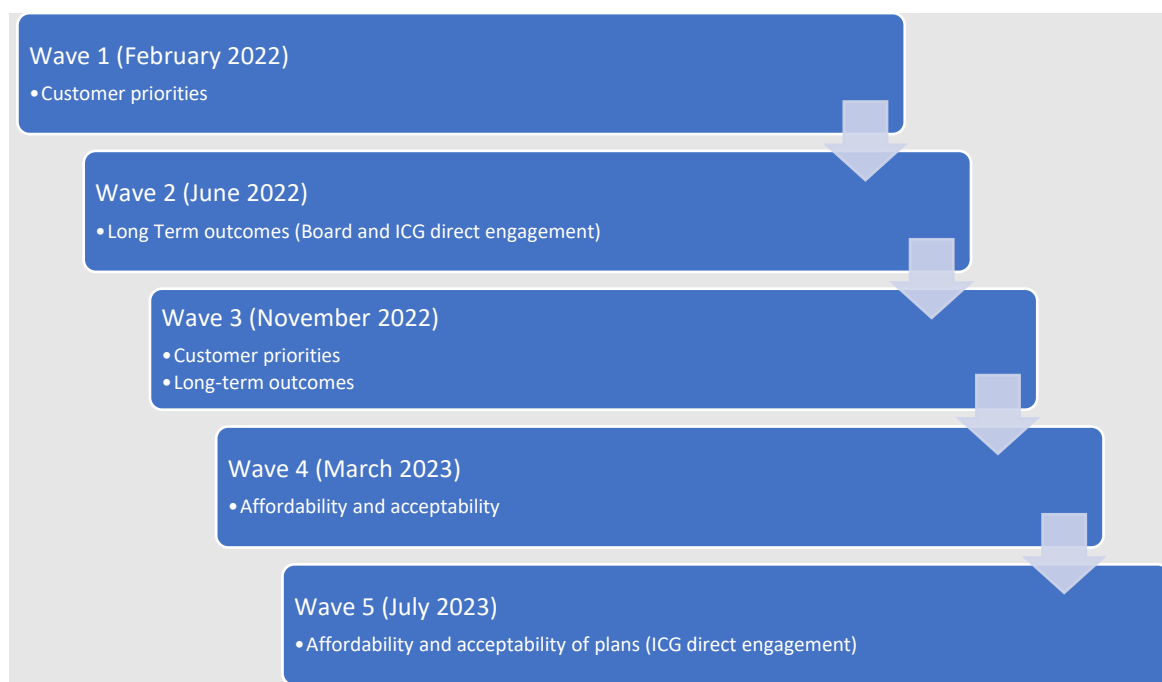 Wave 1 (February 2022)
•Customer priorities
Wave 2 (June 2022)
•Long Term outcomes (Board and ICG direct engagement)
Wave 3 (November 2022)
•Customer priorities
•Long-term outcomes
Wave 4 (March 2023)
•Affordability and acceptability
Wave 5 (July 2023)
•Affordability and acceptability of plans (ICG direct engagement)